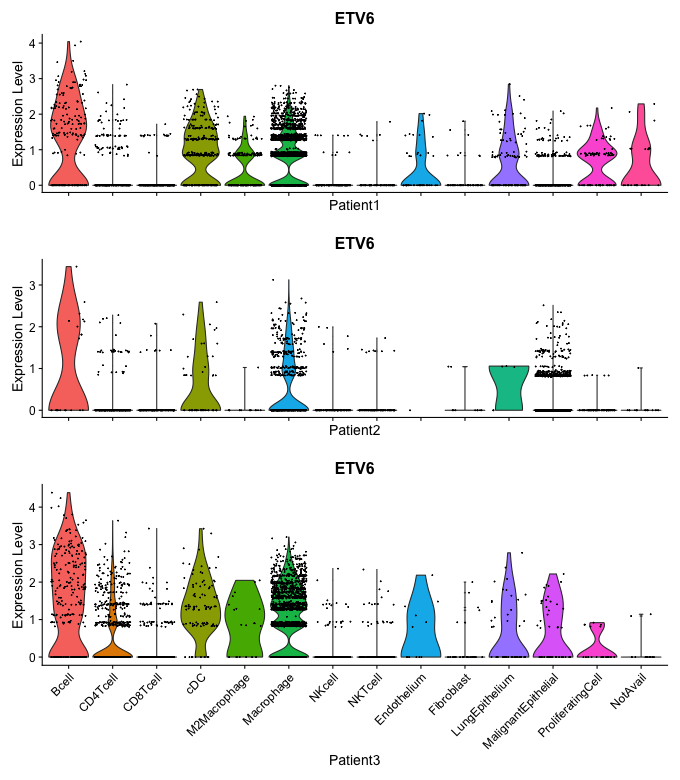 ETV6
Expression Level
4
3
2
1
0
Patient1
ETV6
Expression Level
3
2
1
0
Patient2
ETV6
Expression Level
4
3
2
1
0
Bcell
CD4Tcell
CD8Tcell
cDC
M2Macrophage
Macrophage
NKcell
NKTcell
Endothelium
Fibroblast
LungEpithelium
MalignantEpithelial
ProliferatingCell
NotAvail
Patient3